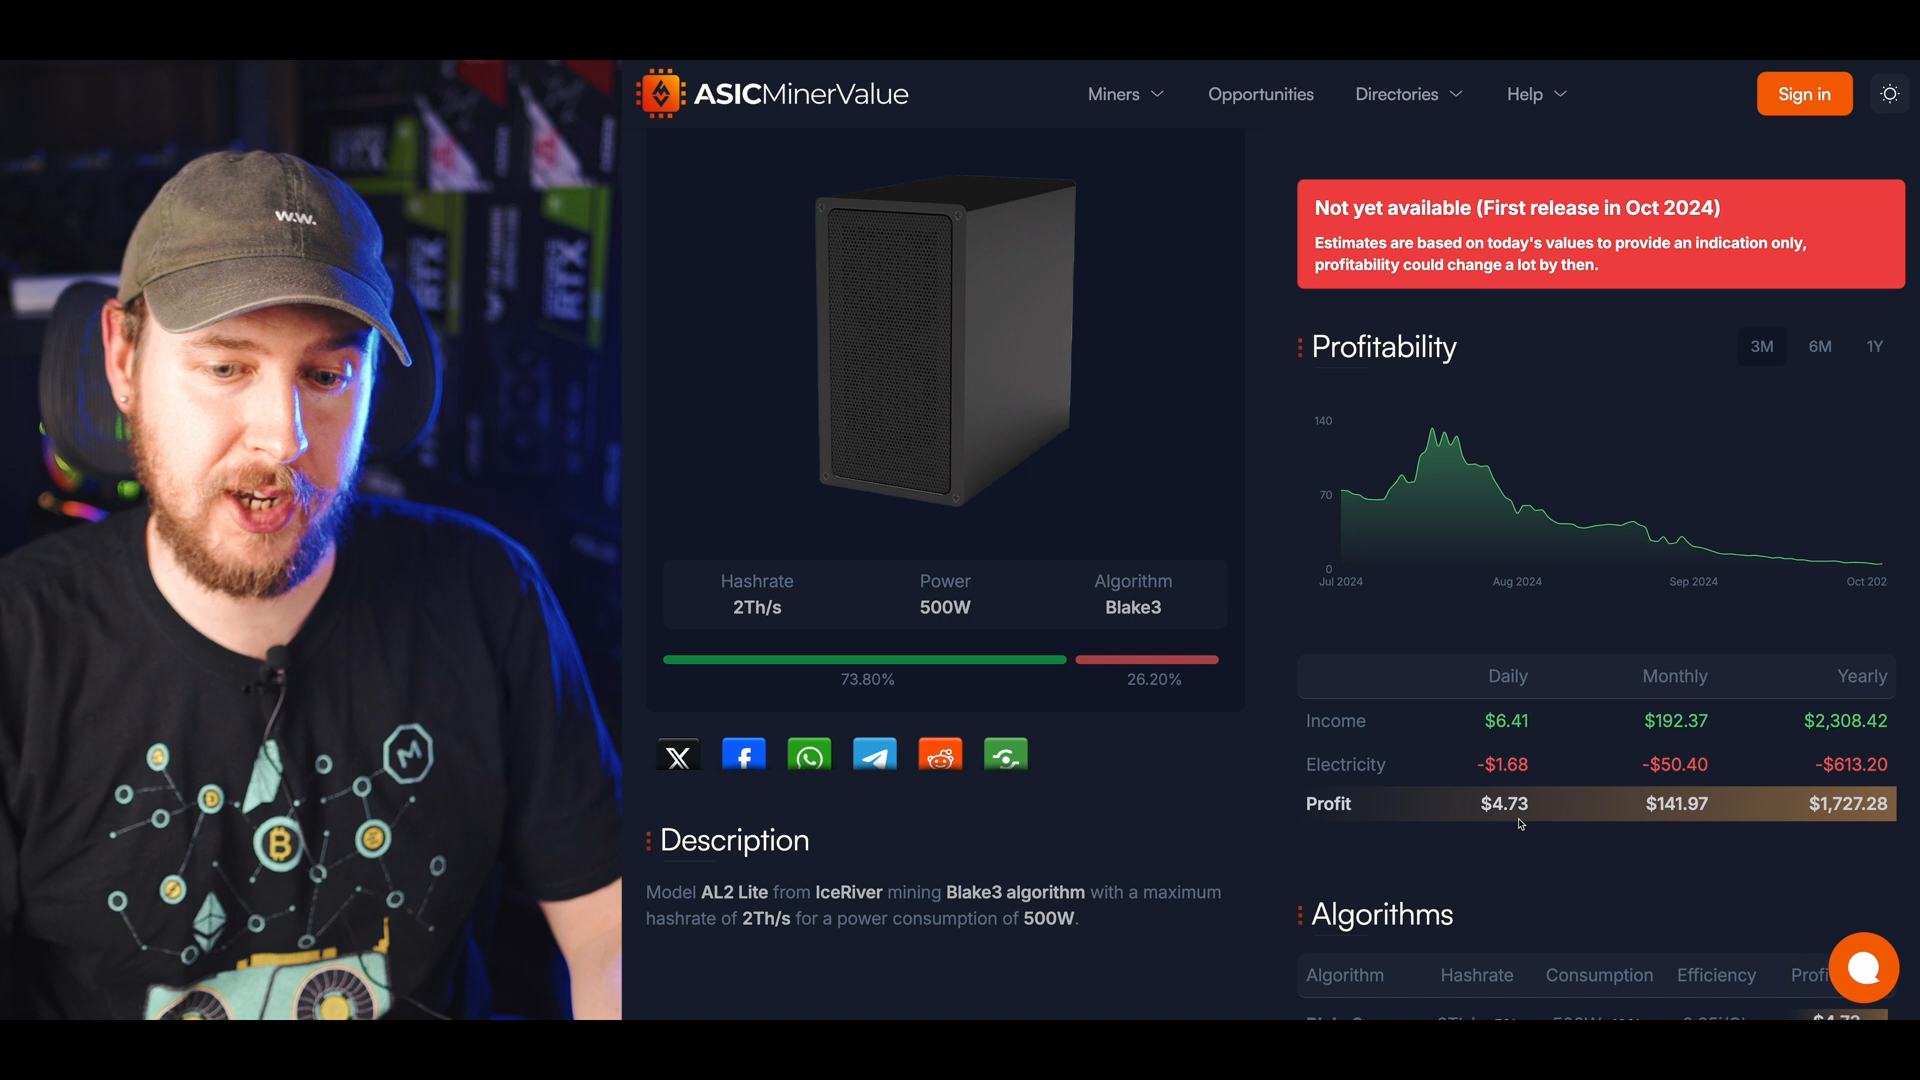 W.W.
RTX
RTX
B
M
ASICMinerValue
Miners
Opportunities
Directories
Help
Sign in
Not yet available (First release in Oct 2024)
Estimates are based on today's values to provide an indication only,
profitability could change a lot by then.
Profitability
3M 6M 1Y
140
70
0
Jul 2024 Aug 2024 Sep 2024 Oct 202
Hashrate Power Algorithm
2Th/s 500W Blake3
73.80% 26.20%
Daily Monthly Yearly
Income $6.41 $192.37 $2,308.42
Electricity -$1.68 -$50.40 -$613.20
Profit $4.73 $141.97 $1,727.28
Description
Model AL2 Lite from IceRiver mining Blake3 algorithm with a maximum
hashrate of 2Th/s for a power consumption of 500W.
Algorithms
Algorithm Hashrate Consumption Efficiency Profi